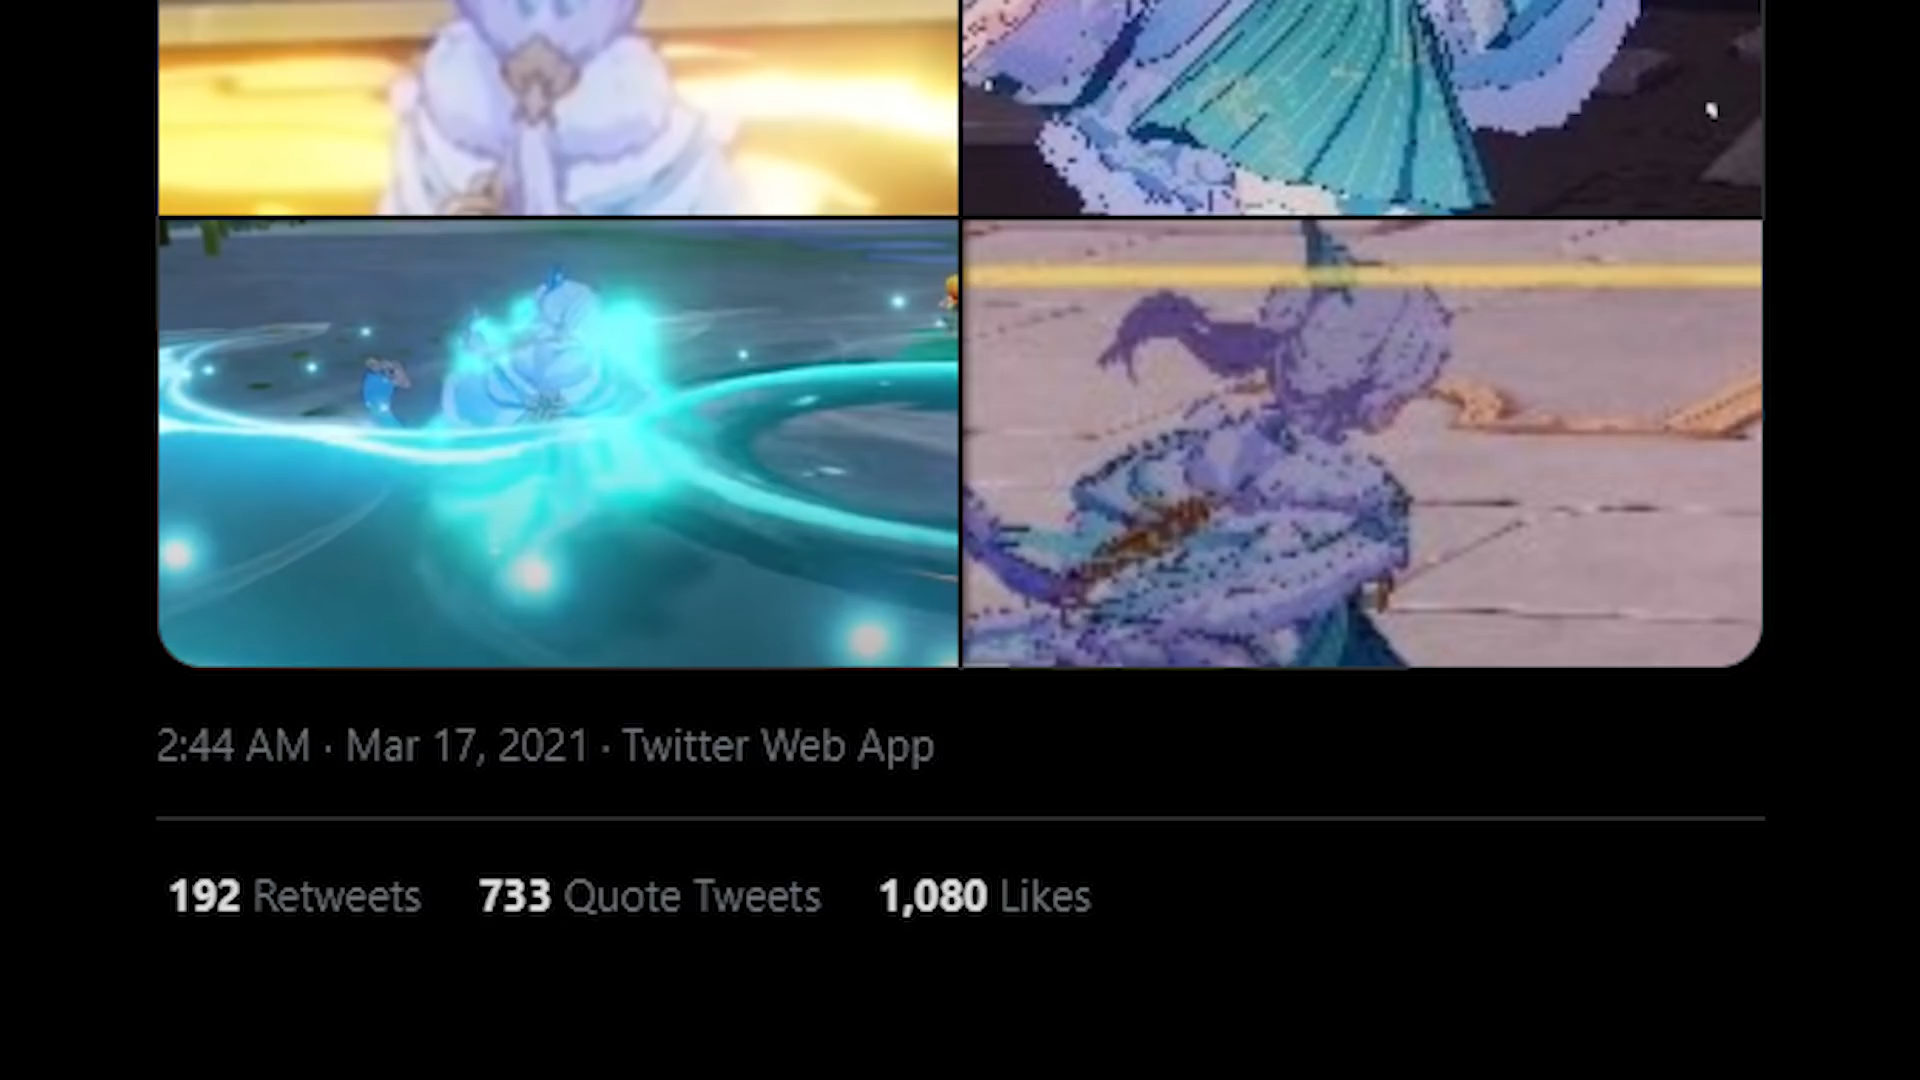 2:44 AM · Mar 17, 2021 · Twitter Web App
192 Retweets 733 Quote Tweets 1,080 Likes